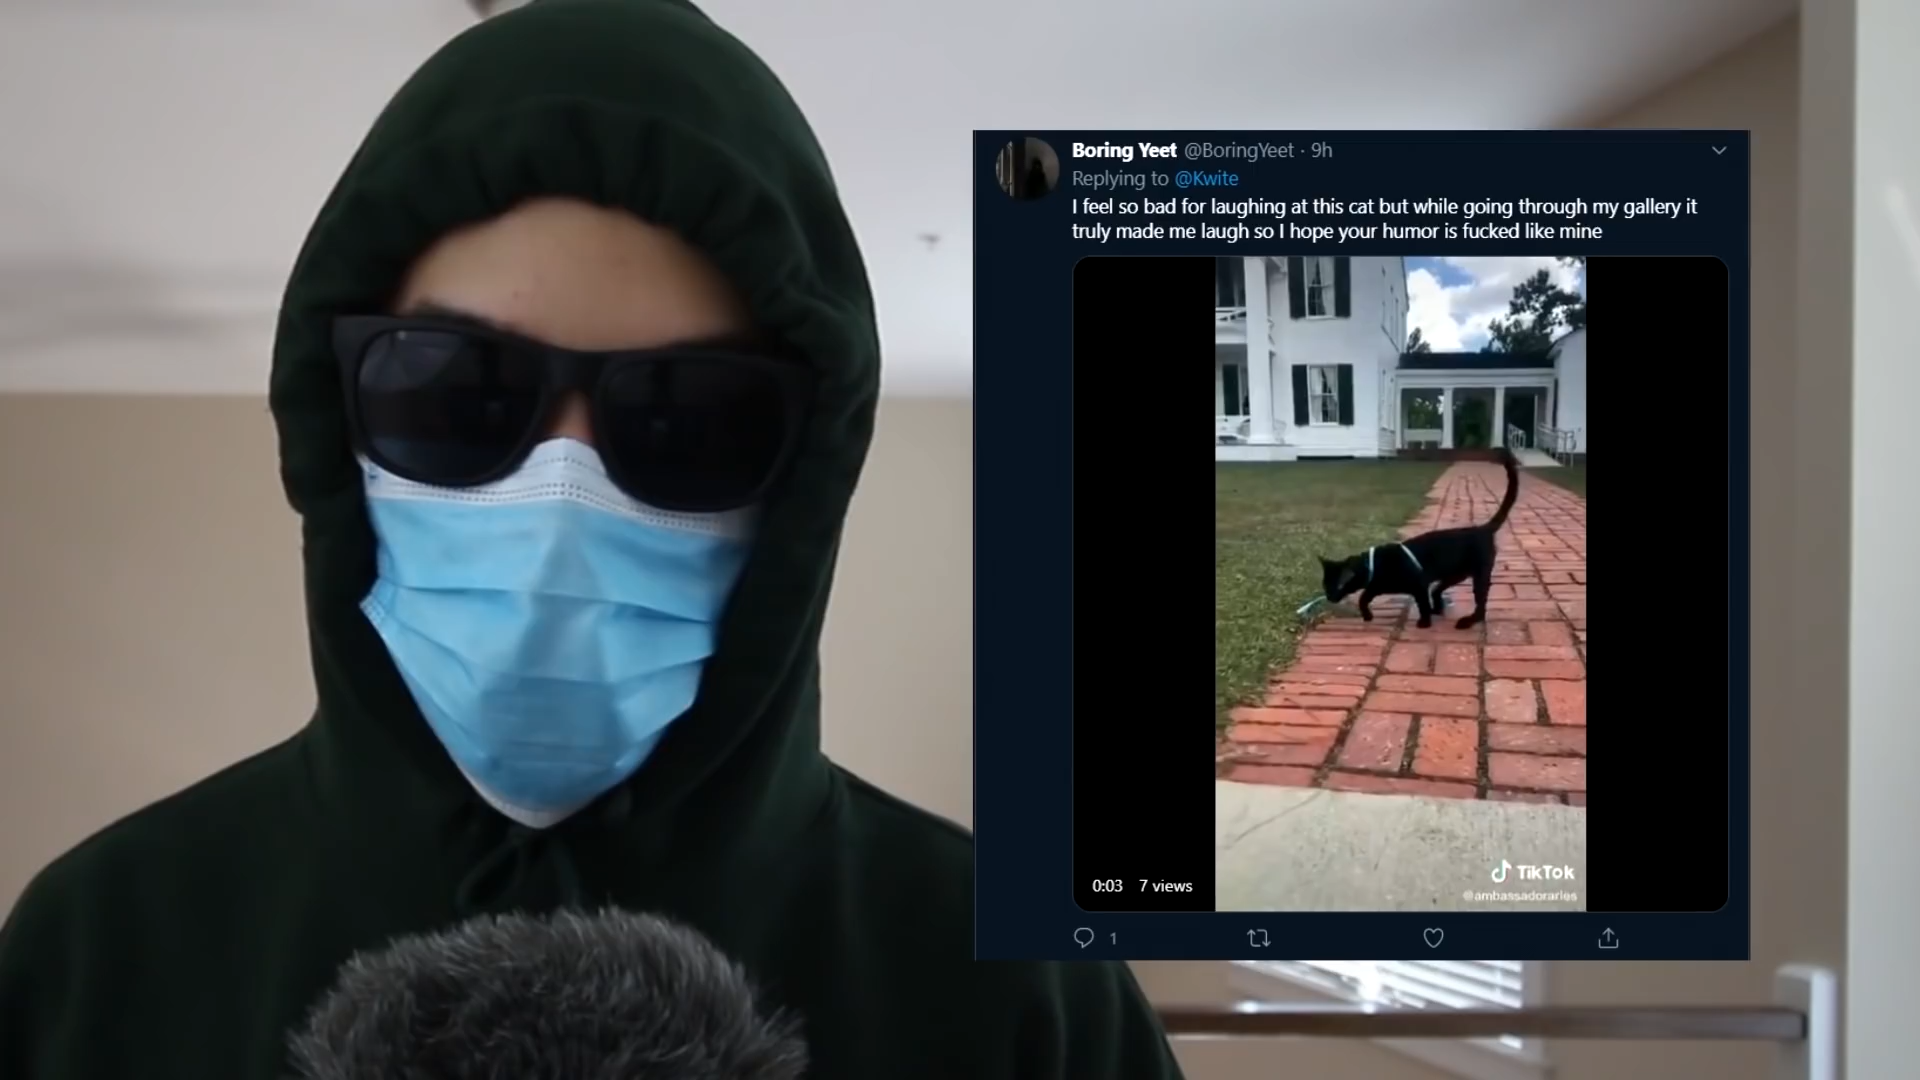 Boring Yeet @BoringYeet · 9h
Replying to @Kwite
I feel so bad for laughing at this cat but while going through my gallery it
truly made me laugh so I hope your humor is fucked like mine
0:03 7 views
TikTok
@ambassadoraries
1